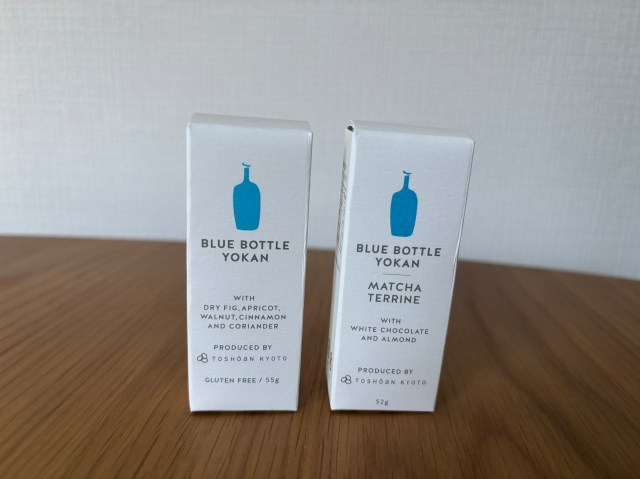 BLUE BOTTLE
YOKAN
WITH
DRY FIG, APRICOT,
WALNUT, CINNAMON
AND CORIANDER
PRODUCED BY
TOSHŌAN KYOTO
GLUTEN FREE / 55g
BLUE BOTTLE
YOKAN
MATCHA
TERRINE
WITH
WHITE CHOCOLATE
AND ALMOND
PRODUCED BY
TOSHŌAN KYOTO
52g